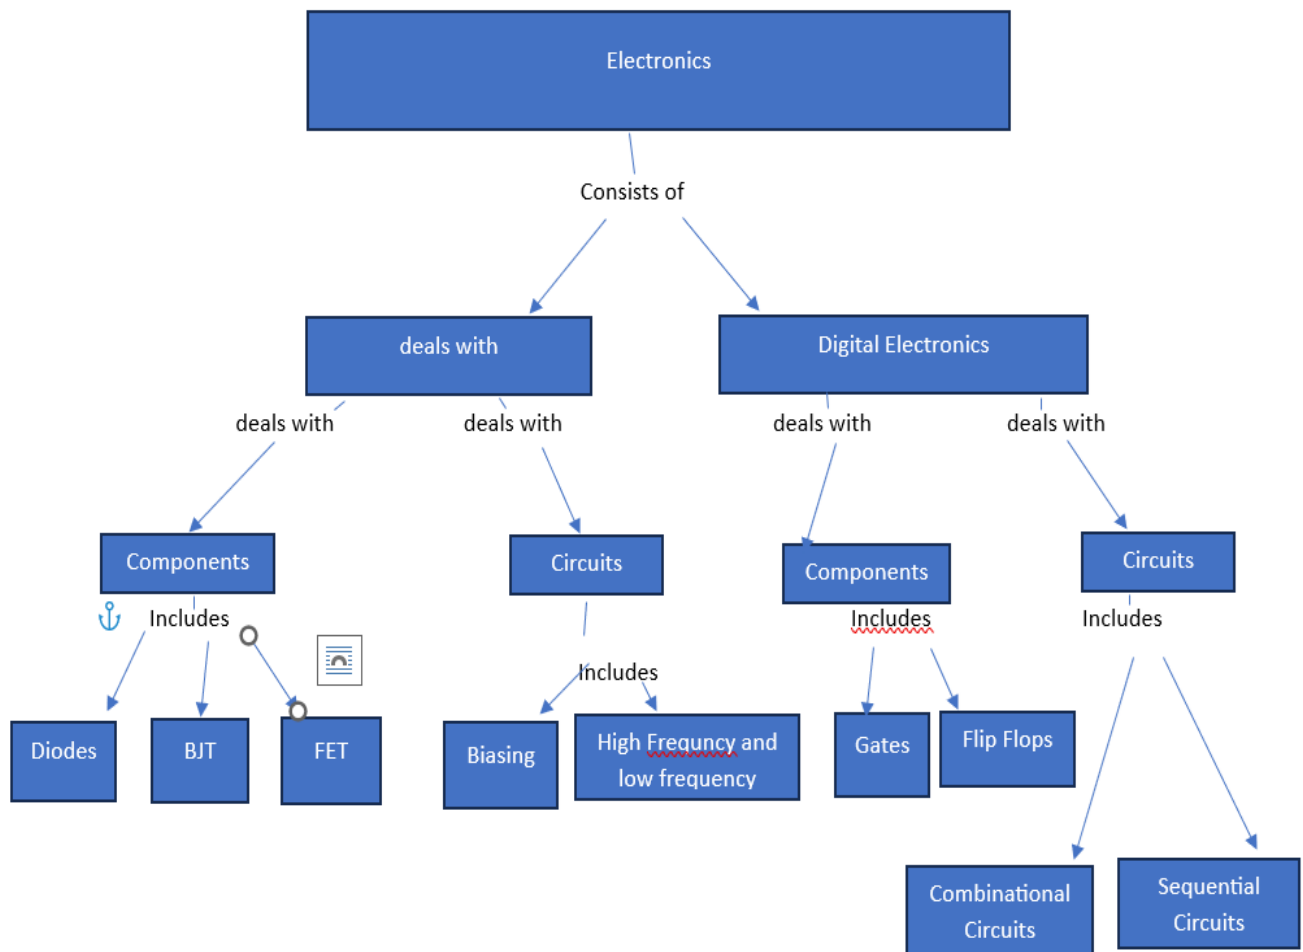 Electronics
Consists of
deals with
Digital Electronics
deals with
deals with
deals with
deals with
Components
Circuits
Components
Circuits
Includes
Includes
Includes
Includes
Diodes
BJT
FET
Biasing
High Frequncy and
low frequency
Gates
Flip Flops
Combinational
Circuits
Sequential
Circuits